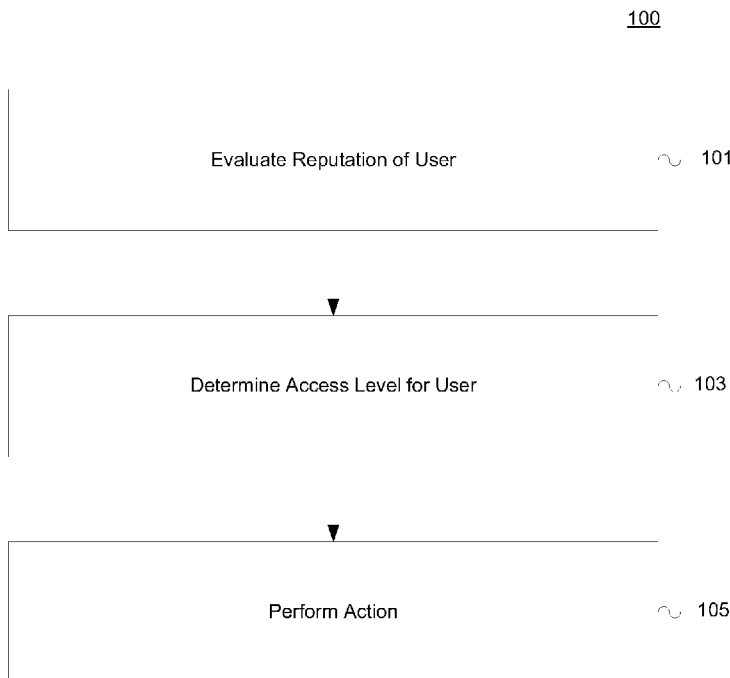 100
Evaluate Reputation of User
101
Determine Access Level for User
103
Perform Action
105